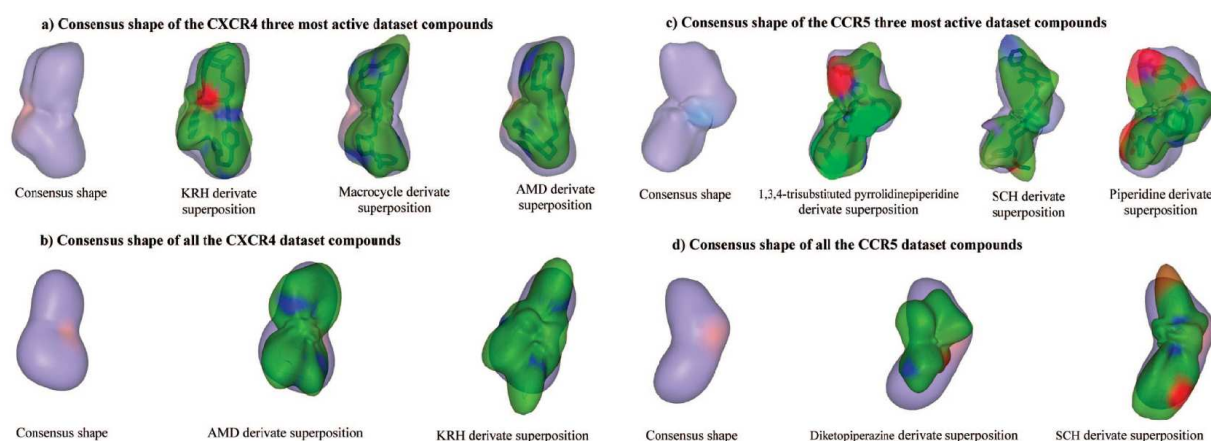 a) Consensus shape of the CXCR4 three most active dataset compounds
Consensus shape
KRH derivate
superposition
Macrocycle derivate
superposition
AMD derivate
superposition
b) Consensus shape of all the CXCR4 dataset compounds
Consensus shape
AMD derivate superposition
KRH derivate superposition
c) Consensus shape of the CCR5 three most active dataset compounds
Consensus shape
1,3,4-trisubstituted pyrrolidinepiperidine
derivate superposition
SCH derivate
superposition
Piperidine derivate
superposition
d) Consensus shape of all the CCR5 dataset compounds
Consensus shape
Diketopiperazine derivate superposition
SCH derivate superposition